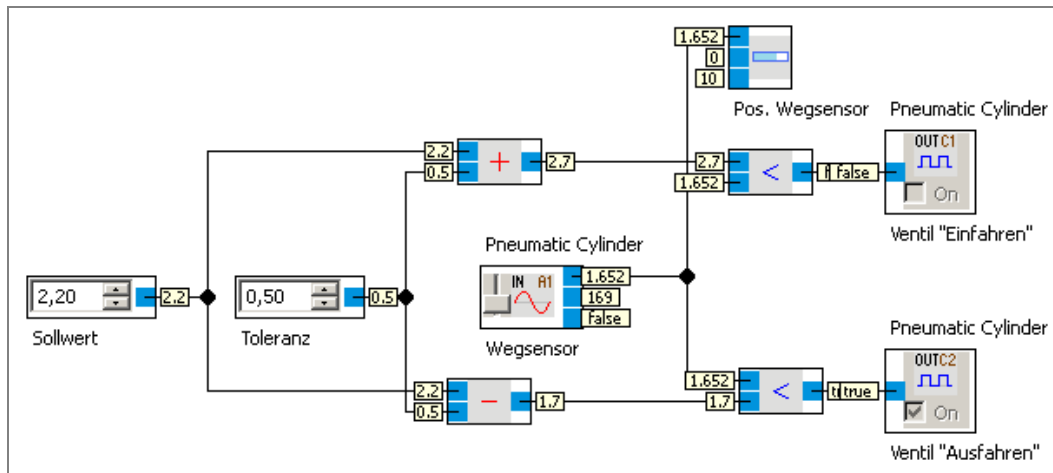 1.652
0
10
Pos. Wegsensor
Pneumatic Cylinder
2.2
0.5
+
2.7
2.7
1.652
<
false
OUT C1
On
Ventil "Einfahren"
Pneumatic Cylinder
IN A1
1.652
169
false
Wegsensor
2,20
2.2
Sollwert
0,50
0.5
Toleranz
2.2
0.5
−
1.7
1.652
1.7
<
true
Pneumatic Cylinder
OUT C2
On
Ventil "Ausfahren"